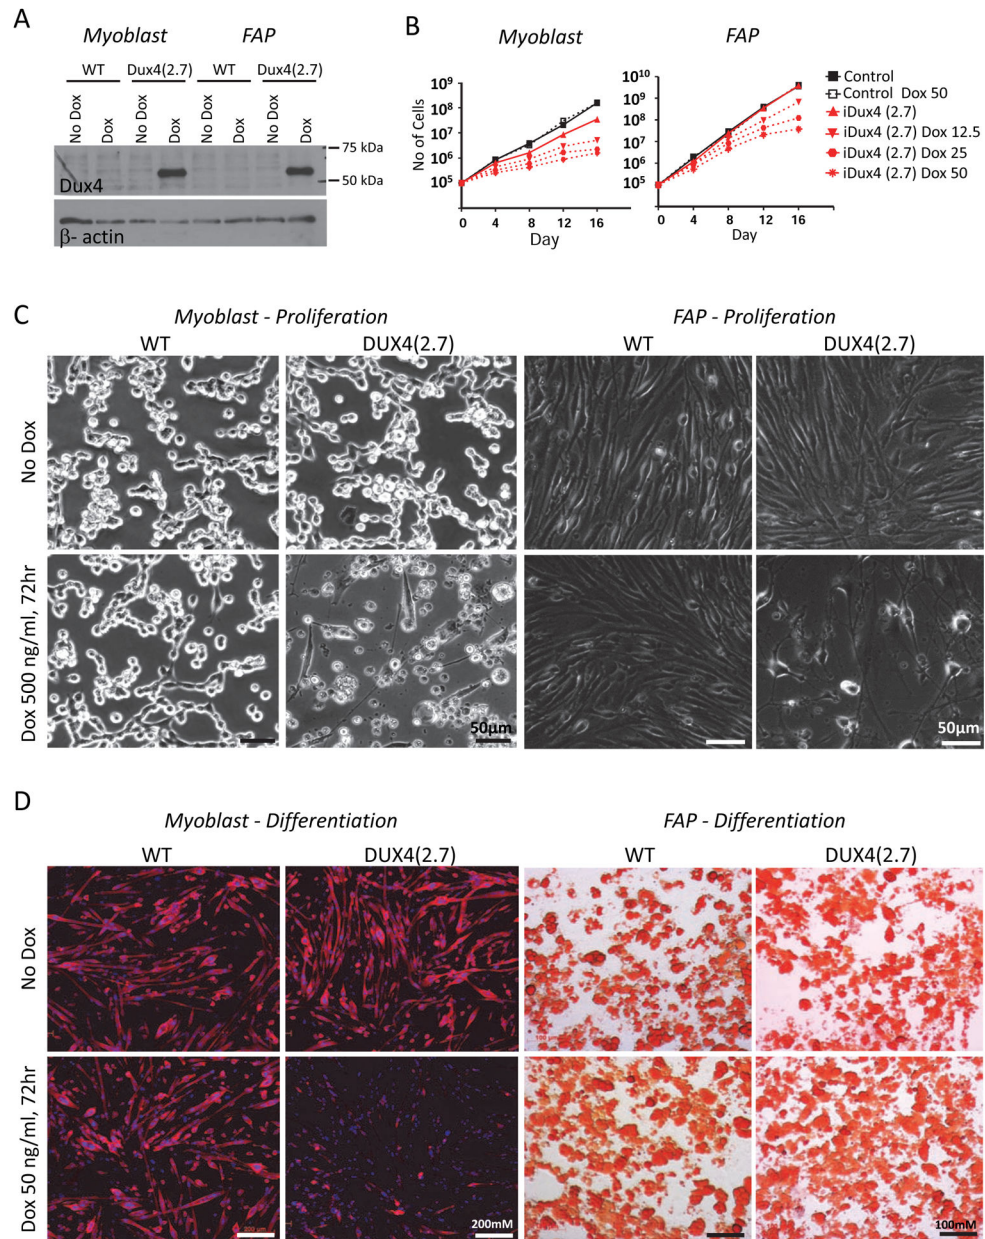 A
Myoblast FAP
WT Dux4(2.7) WT Dux4(2.7)
No Dox Dox No Dox Dox No Dox Dox No Dox Dox
75 kDa
50 kDa
Dux4
β- actin
B
Myoblast FAP
No of Cells
10⁹
10⁸
10⁷
10⁶
10⁵
0 4 8 12 16
Day
10¹⁰
10⁹
10⁸
10⁷
10⁶
10⁵
0 4 8 12 16
Day
Control
Control Dox 50
iDux4 (2.7)
iDux4 (2.7) Dox 12.5
iDux4 (2.7) Dox 25
iDux4 (2.7) Dox 50
C
Myoblast - Proliferation FAP - Proliferation
WT DUX4(2.7) WT DUX4(2.7)
No Dox
Dox 500 ng/ml, 72hr
50µm
50µm
D
Myoblast - Differentiation FAP - Differentiation
WT DUX4(2.7) WT DUX4(2.7)
No Dox
100 µm
Dox 50 ng/ml, 72hr
200 µm
200mM
100mM